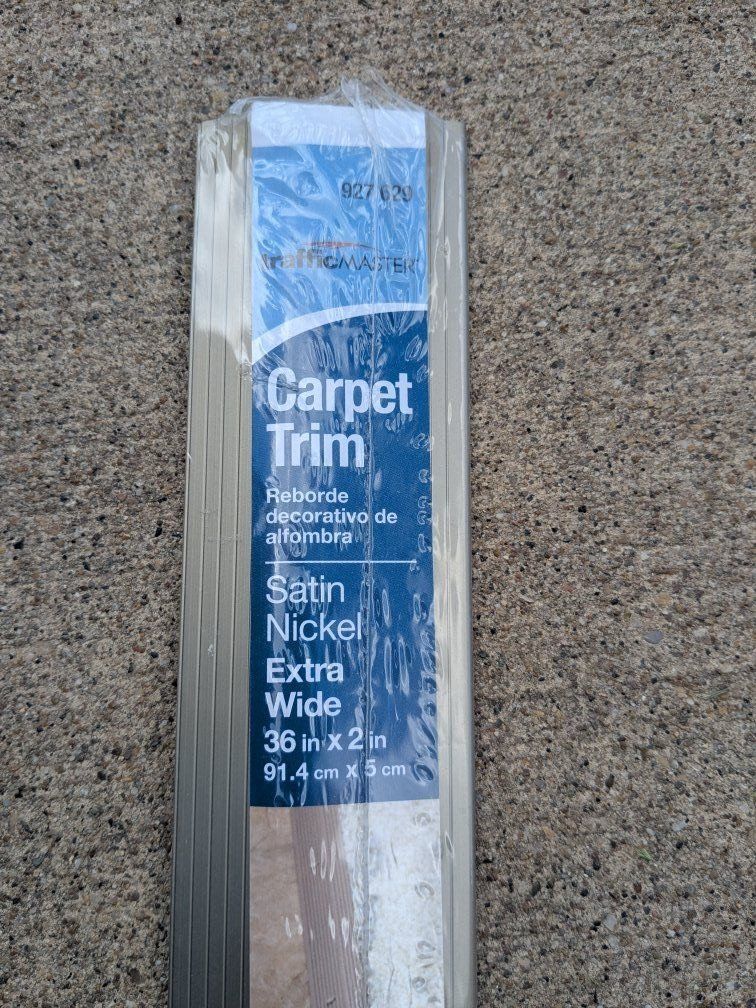 927 629
trafficMASTER
Carpet
Trim
Reborde
decorativo de
alfombra
Satin
Nickel
Extra
Wide
36 in x 2 in
91.4 cm x 5 cm